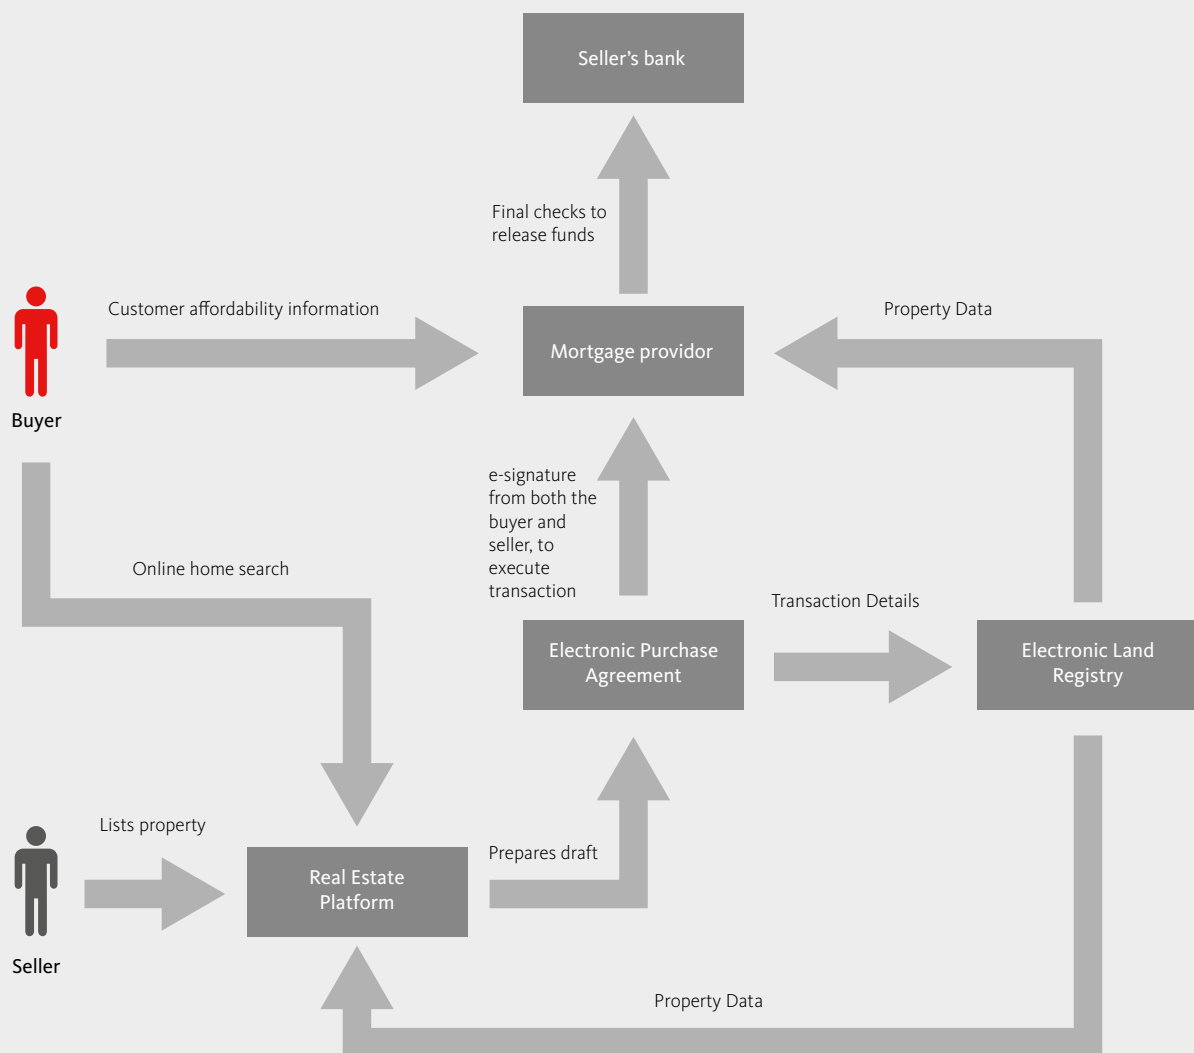 Seller’s bank
Final checks to
release funds
Customer affordability information
Property Data
Mortgage providor
Buyer
e-signature
from both the
buyer and
seller, to
execute
transaction
Online home search
Transaction Details
Electronic Purchase
Agreement
Electronic Land
Registry
Lists property
Prepares draft
Real Estate
Platform
Seller
Property Data